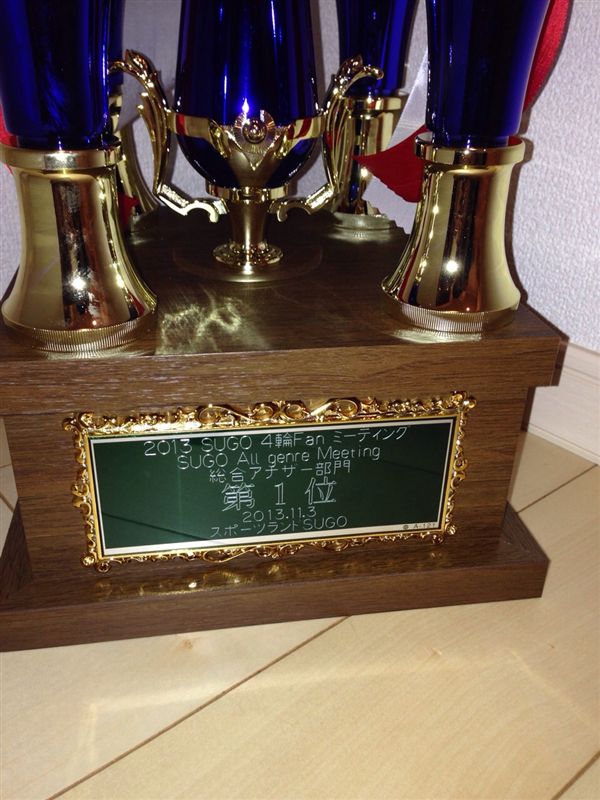 2013 SUGO 4輪Fan ミーティング
SUGO All genre Meeting
総合アナザー部門
第1位
2013.11.3
スポーツランドSUGO